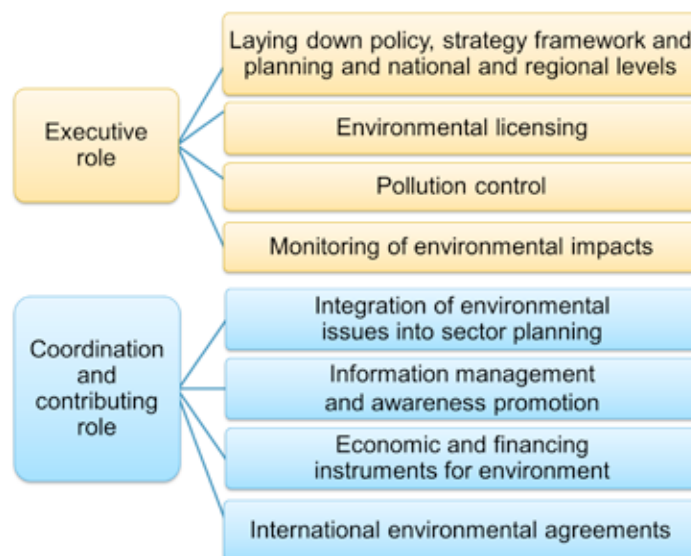 Executive
role
Laying down policy, strategy framework and
planning and national and regional levels
Environmental licensing
Pollution control
Monitoring of environmental impacts
Coordination
and
contributing
role
Integration of environmental
issues into sector planning
Information management
and awareness promotion
Economic and financing
instruments for environment
International environmental agreements